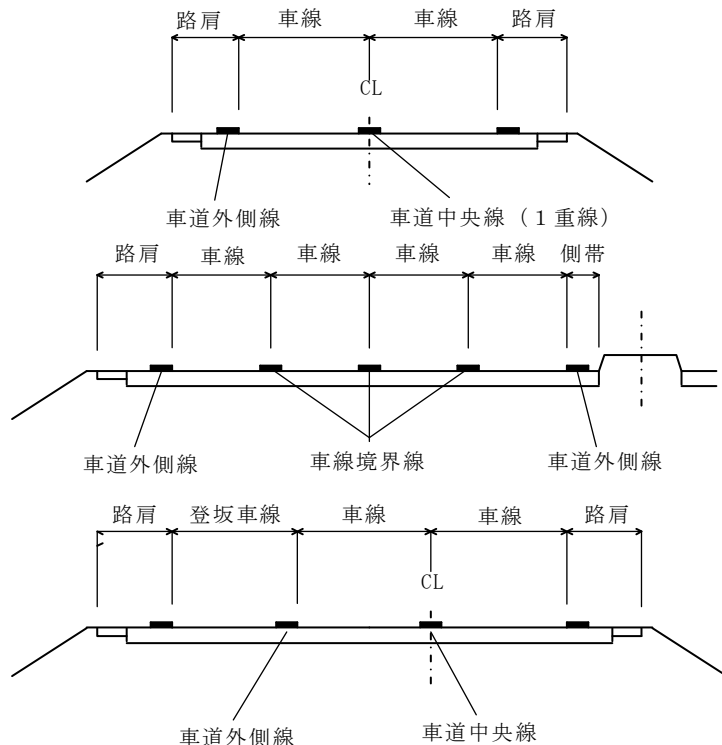 路肩 車線 車線 路肩
CL
車道外側線 車道中央線（１重線）
路肩 車線 車線 車線 車線 側帯
車道外側線 車線境界線 車道外側線
路肩 登坂車線 車線 車線 路肩
CL
車道外側線 車道中央線